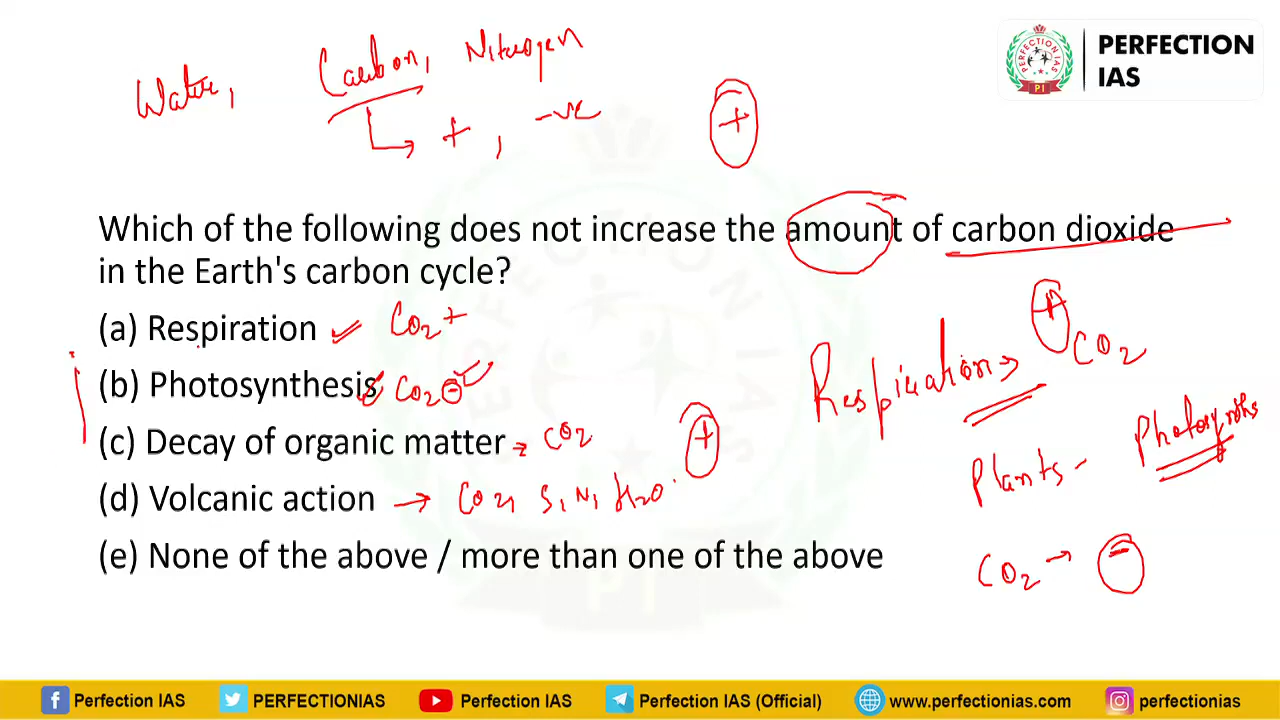 PERFECTION
IAS
Water, Carbon, Nitrogen
+, -ve
+
Which of the following does not increase the amount of carbon dioxide
in the Earth's carbon cycle?
(a) Respiration CO2 +
(b) Photosynthesis CO2 -
(c) Decay of organic matter → CO2 +
(d) Volcanic action → CO2, S, N, H2O
(e) None of the above / more than one of the above
Respiration → + CO2
Plants - Photosynths
CO2 → -
Perfection IAS PERFECTIONIAS Perfection IAS Perfection IAS (Official) www.perfectionias.com perfectionias